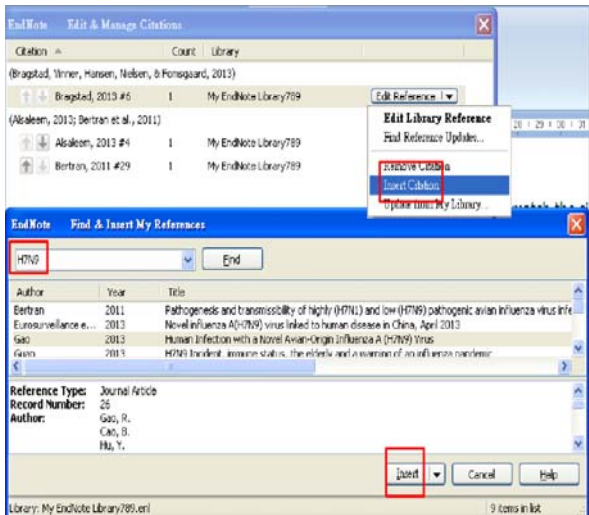 EndNote Edit & Manage Citations
Citation Count Library
(Bragstad, Vinner, Hansen, Nielsen, & Fomsgaard, 2013)
Bragstad, 2013 #6 1 My EndNote Library789 Edit Reference
(Alsaleem, 2013; Bertran et al., 2011)
Alsaleem, 2013 #4 1 My EndNote Library789
Bertran, 2011 #29 1 My EndNote Library789
Edit Library Reference
Find Reference Updates...
Remove Citation
Insert Citation
Update from My Library...
28 29 30 31
EndNote Find & Insert My References
H7N9 Find
Author Year Title
Bertran 2011 Pathogenesis and transmissibility of highly (H7N1) and low (H7N9) pathogenic avian influenza virus infe
Eurosurveillance e... 2013 Novel influenza A(H7N9) virus linked to human disease in China, April 2013
Gao 2013 Human Infection with a Novel Avian-Origin Influenza A (H7N9) Virus
Guan 2013 H7N9 Incident, immune status, the elderly and a warning of an influenza pandemic
Reference Type: Journal Article
Record Number: 26
Author: Gao, R.
Cao, B.
Hu, Y.
Insert Cancel Help
Library: My EndNote Library789.enl 9 items in list